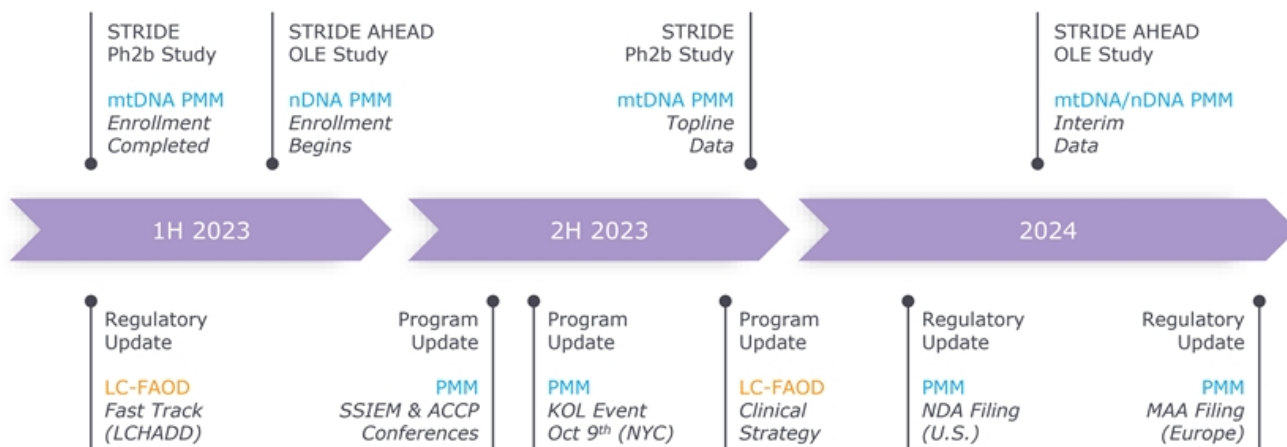 STRIDE
Ph2b Study
mtDNA PMM
Enrollment
Completed
STRIDE AHEAD
OLE Study
nDNA PMM
Enrollment
Begins
STRIDE
Ph2b Study
mtDNA PMM
Topline
Data
STRIDE AHEAD
OLE Study
mtDNA/nDNA PMM
Interim
Data
1H 2023
2H 2023
2024
Regulatory
Update
LC-FAOD
Fast Track
(LCHADD)
Program
Update
PMM
SSIEM & ACCP
Conferences
Program
Update
PMM
KOL Event
Oct 9th (NYC)
Program
Update
LC-FAOD
Clinical
Strategy
Regulatory
Update
PMM
NDA Filing
(U.S.)
Regulatory
Update
PMM
MAA Filing
(Europe)